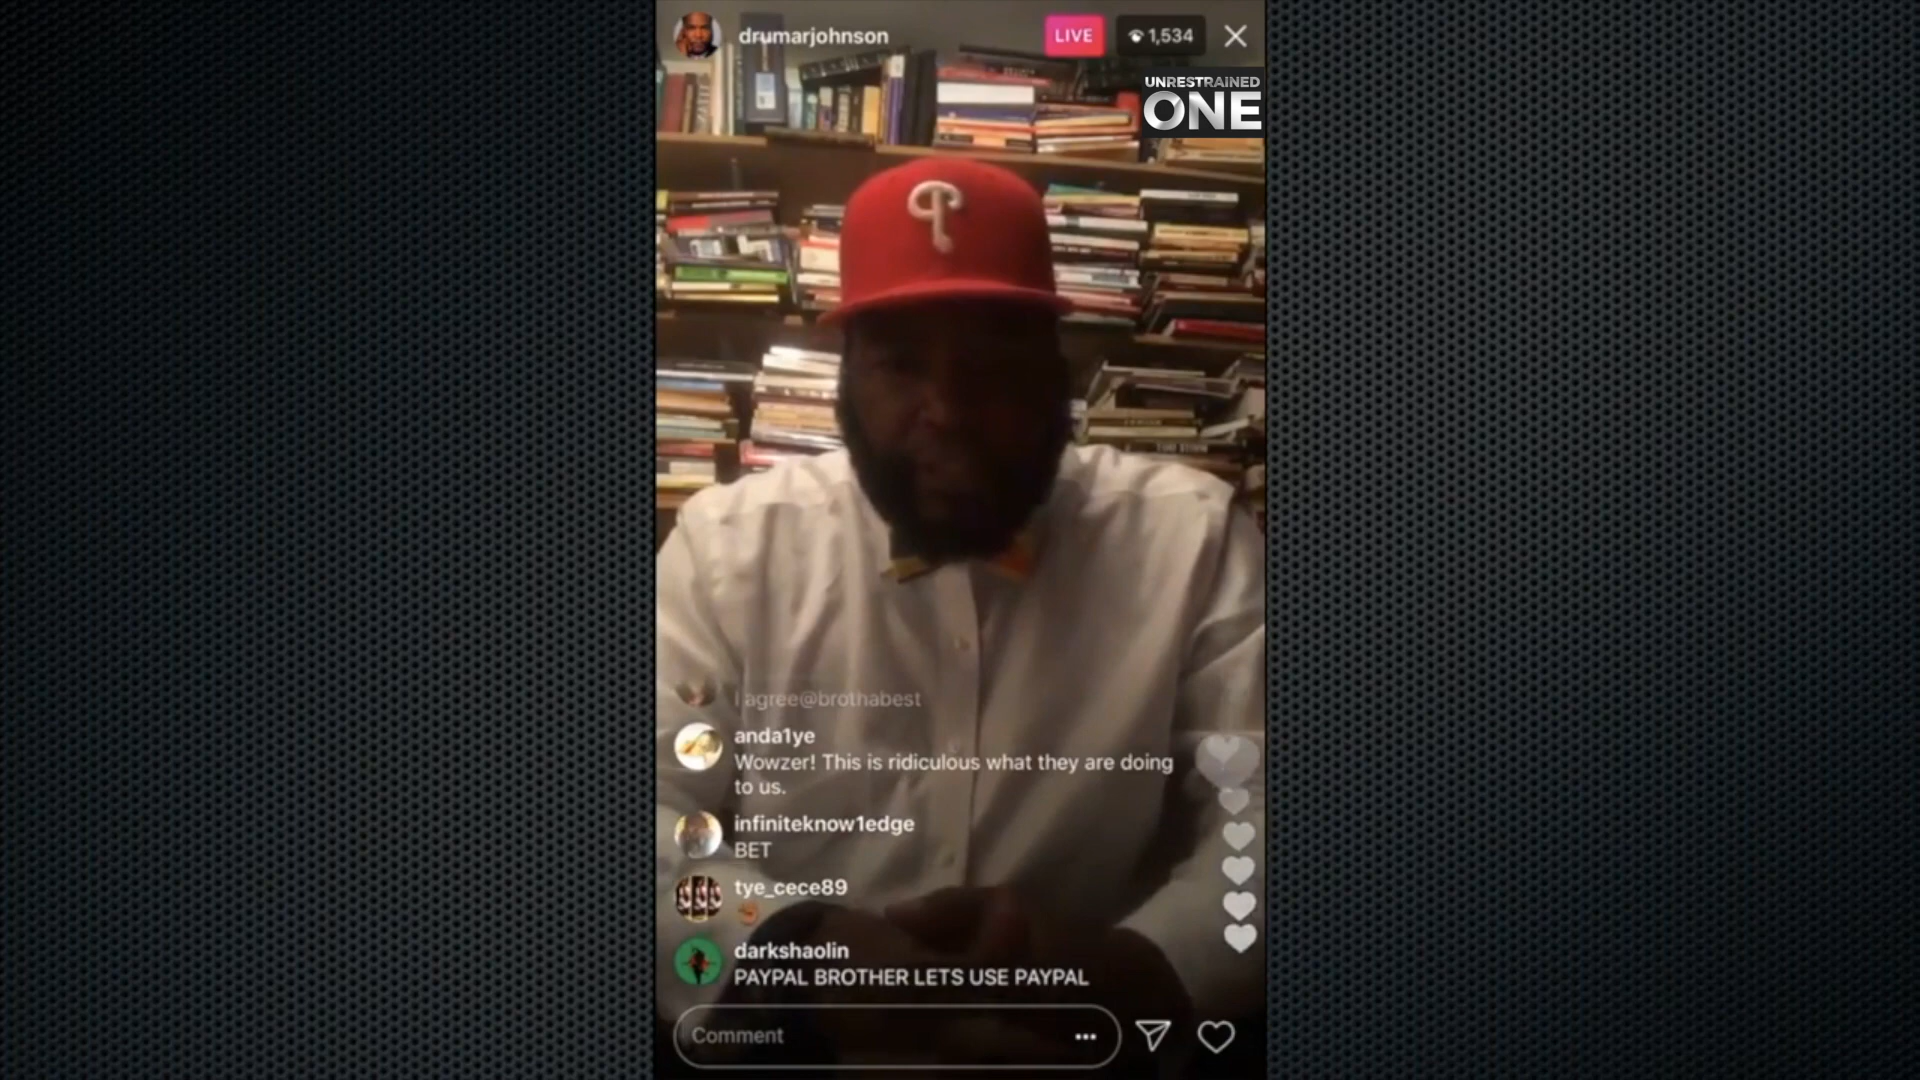 drumarjohnson
LIVE
1,534
UNRESTRAINED
ONE
P
I agree@brothabest
anda1ye
Wowzer! This is ridiculous what they are doing
to us.
infiniteknow1edge
BET
tye_cece89
darkshaolin
PAYPAL BROTHER LETS USE PAYPAL
Comment